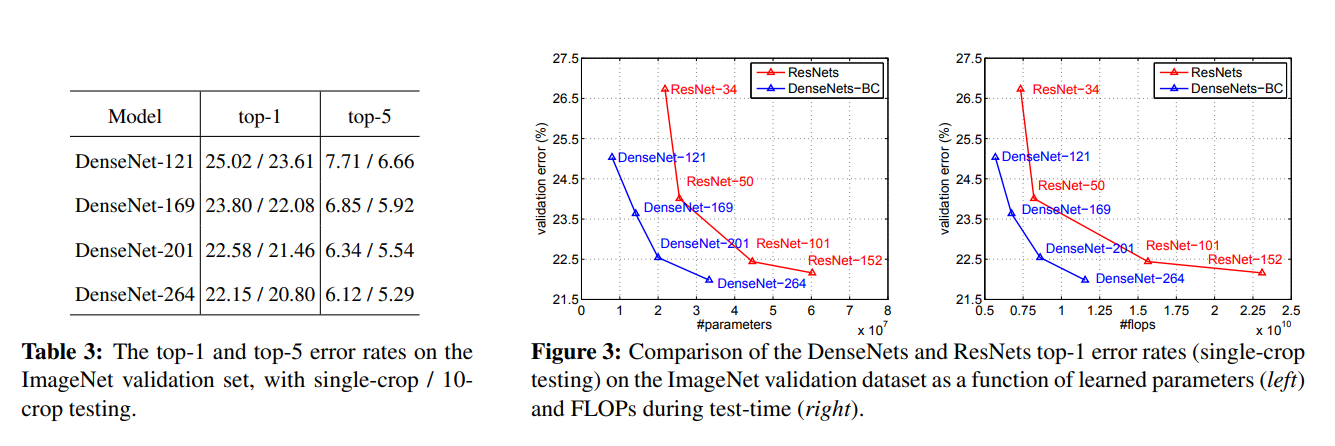 Model top-1 top-5
DenseNet-121 25.02 / 23.61 7.71 / 6.66
DenseNet-169 23.80 / 22.08 6.85 / 5.92
DenseNet-201 22.58 / 21.46 6.34 / 5.54
DenseNet-264 22.15 / 20.80 6.12 / 5.29
Table 3: The top-1 and top-5 error rates on the
ImageNet validation set, with single-crop / 10-
crop testing.
27.5
26.5
25.5
24.5
23.5
22.5
21.5
validation error (%)
ResNets
DenseNets−BC
ResNet−34
DenseNet−121
ResNet−50
DenseNet−169
DenseNet−201 ResNet−101
ResNet−152
DenseNet−264
0 1 2 3 4 5 6 7 8
#parameters
x 10^7
27.5
26.5
25.5
24.5
23.5
22.5
21.5
validation error (%)
ResNets
DenseNets−BC
ResNet−34
DenseNet−121
ResNet−50
DenseNet−169
DenseNet−201 ResNet−101
ResNet−152
DenseNet−264
0.5 0.75 1 1.25 1.5 1.75 2 2.25 2.5
#flops
x 10^10
Figure 3: Comparison of the DenseNets and ResNets top-1 error rates (single-crop
testing) on the ImageNet validation dataset as a function of learned parameters (left)
and FLOPs during test-time (right).